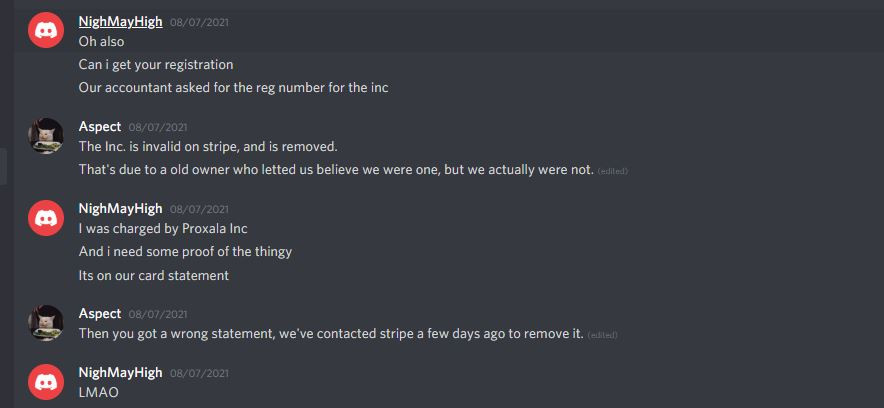 NighMayHigh 08/07/2021
Oh also
Can i get your registration
Our accountant asked for the reg number for the inc
Aspect 08/07/2021
The Inc. is invalid on stripe, and is removed.
That's due to a old owner who letted us believe we were one, but we actually were not. (edited)
NighMayHigh 08/07/2021
I was charged by Proxala Inc
And i need some proof of the thingy
Its on our card statement
Aspect 08/07/2021
Then you got a wrong statement, we've contacted stripe a few days ago to remove it. (edited)
NighMayHigh 08/07/2021
LMAO